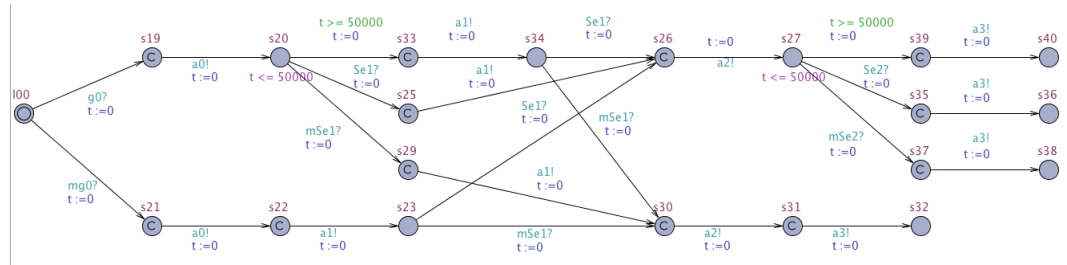 t >= 50000
t :=0
a1!
t :=0
Se1?
t :=0
t >= 50000
t :=0
a3!
t :=0
s19
s20
s33
s34
s26
s27
s39
s40
C
C
C
C
a0!
t :=0
t <= 50000
Se1?
t :=0
a1!
t :=0
t :=0
a2!
t <= 50000
Se2?
t :=0
a3!
t :=0
l00
g0?
t :=0
s25
C
Se1?
t :=0
mSe1?
t :=0
s35
C
s36
mSe1?
t :=0
s29
C
mSe2?
t :=0
s37
C
a3!
t :=0
s38
mg0?
t :=0
a1!
t :=0
s21
s22
s23
s30
s31
s32
C
C
C
C
a0!
t :=0
a1!
t :=0
mSe1?
t :=0
a2!
t :=0
a3!
t :=0